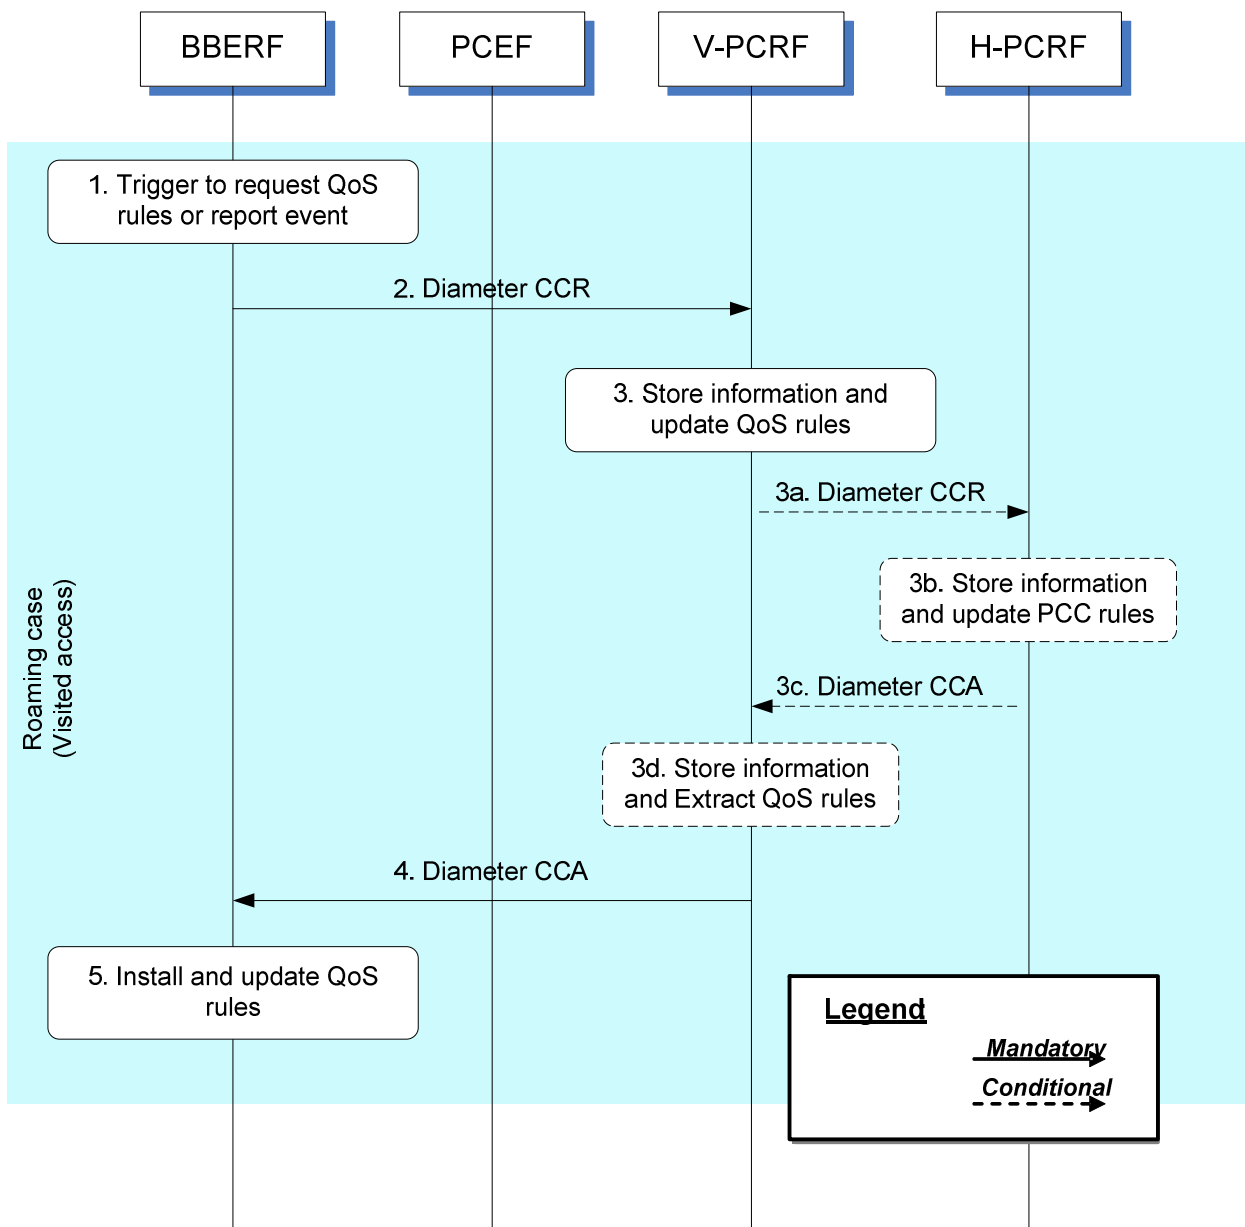 BBERF
PCEF
V-PCRF
H-PCRF
1. Trigger to request QoS
rules or report event
2. Diameter CCR
3. Store information and
update QoS rules
3a. Diameter CCR
3b. Store information
and update PCC rules
3c. Diameter CCA
3d. Store information
and Extract QoS rules
Roaming case
(Visited access)
4. Diameter CCA
5. Install and update QoS
rules
Legend:
Mandatory
Conditional